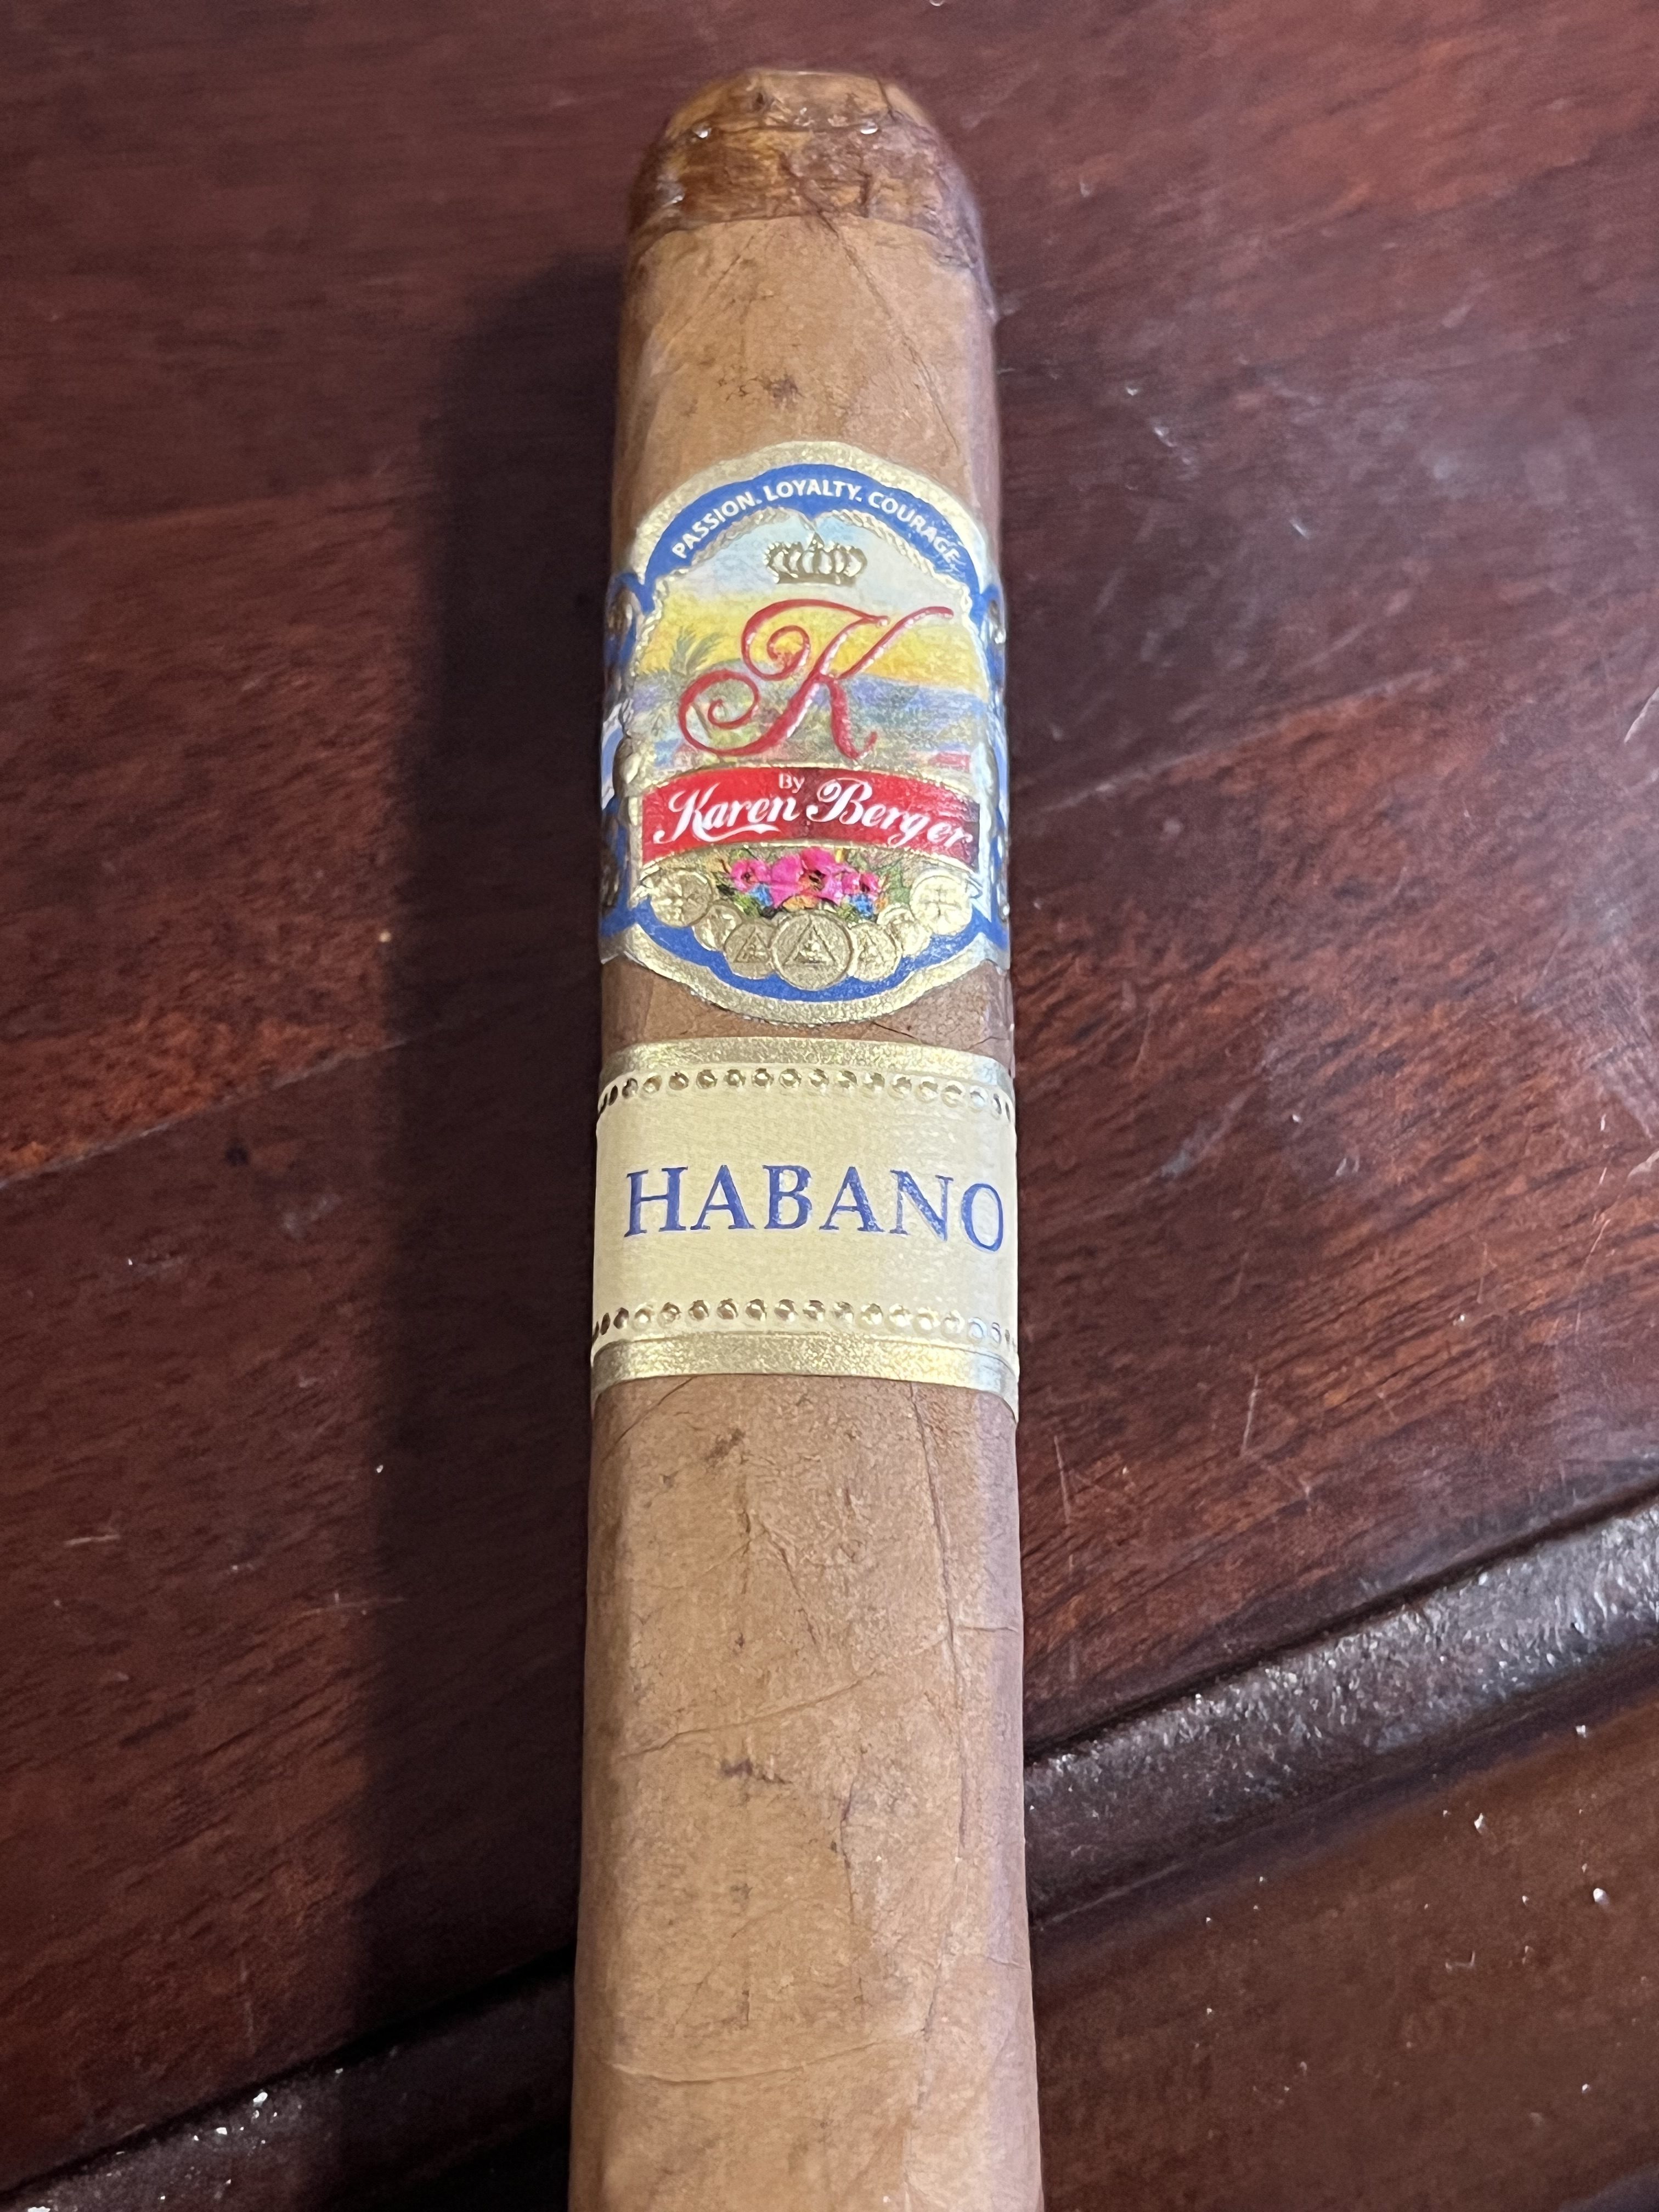 PASSION. LOYALTY. COURAGE.
K
By
Karen Berger
HABANO